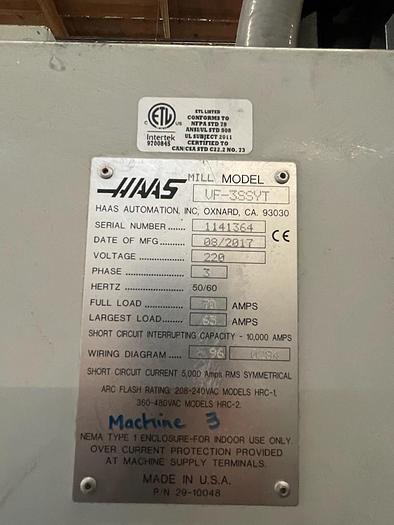 ETL LISTED
CONFORMS TO
NFPA STD 79
ANSI/UL STD 508
UL SUBJECT 2011
CERTIFIED TO
CAN/CSA STD C22.2 NO. 73
C ETL US
Intertek
9700845
HAAS MILL MODEL VF-3SSYT
HAAS AUTOMATION, INC, OXNARD, CA. 93030
SERIAL NUMBER ....... 1141364
DATE OF MFG ........... 08/2017 CE
VOLTAGE .................. 220
PHASE ...................... 3
HERTZ ...................... 50/60
FULL LOAD ............... 70 AMPS
LARGEST LOAD ........ 65 AMPS
SHORT CIRCUIT INTERRUPTING CAPACITY - 10,000 AMPS
WIRING DIAGRAM ....... 96
SHORT CIRCUIT CURRENT 5,000 Amps RMS SYMMETRICAL
ARC FLASH RATING: 208-240VAC MODELS HRC-1,
360-480VAC MODELS HRC-2.
Machine 3
NEMA TYPE 1 ENCLOSURE-FOR INDOOR USE ONLY
OVER CURRENT PROTECTION PROVIDED
AT MACHINE SUPPLY TERMINALS.
MADE IN U.S.A.
P/N 29-10048